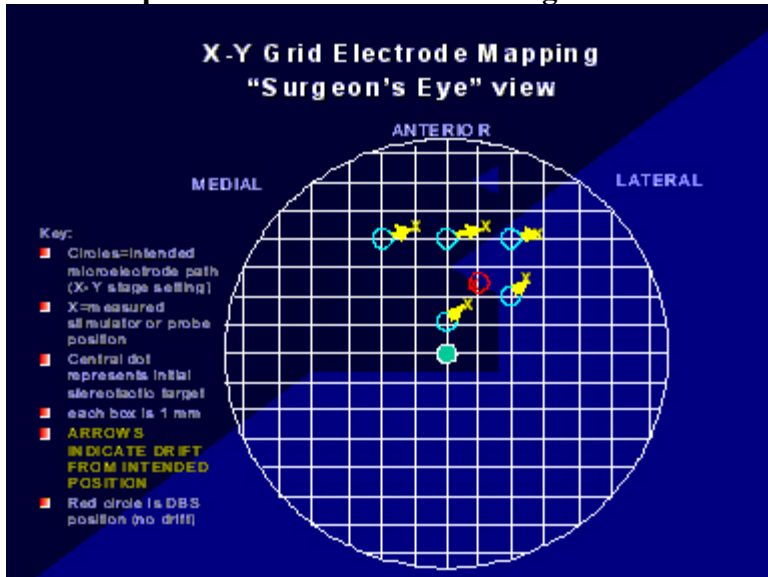 X-Y Grid Electrode Mapping
“Surgeon's Eye” view
ANTERIOR
MEDIAL
LATERAL
Key:
Circles=intended
microelectrode path
(X-Y stage setting)
X=measured
stimulator or probe
position
Central dot
represents initial
stereotactic target
each box is 1 mm
ARROWS
INDICATE DRIFT
FROM INTENDED
POSITION
Red circle is DBS
position (no drift)
X
X
X
X
X